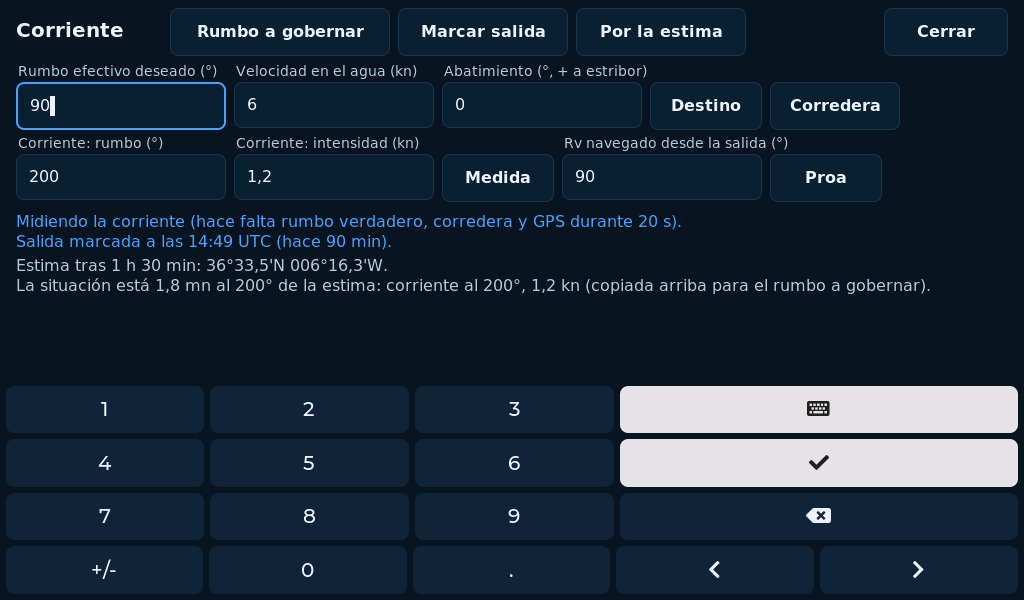 Corriente
Rumbo a gobernar
Marcar salida
Por la estima
Cerrar
Rumbo efectivo deseado (°)
Velocidad en el agua (kn)
Abatimiento (°, + a estribor)
90
6
0
Destino
Corredera
Corriente: rumbo (°)
Corriente: intensidad (kn)
Rv navegado desde la salida (°)
200
1,2
Medida
90
Proa
Midiendo la corriente (hace falta rumbo verdadero, corredera y GPS durante 20 s).
Salida marcada a las 14:49 UTC (hace 90 min).
Estima tras 1 h 30 min: 36°33,5'N 006°16,3'W.
La situación está 1,8 mn al 200° de la estima: corriente al 200°, 1,2 kn (copiada arriba para el rumbo a gobernar).
1
2
3
4
5
6
7
8
9
+/-
0
.